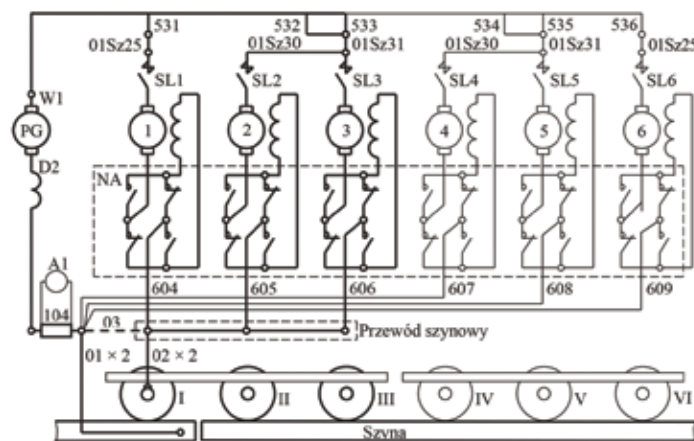 531 532 533 534 535 536
01Sz25 01Sz30 01Sz31 01Sz30 01Sz31 01Sz25
SL1 SL2 SL3 SL4 SL5 SL6
W1
PG 1 2 3 4 5 6
D2
NA
A1
604 605 606 607 608 609
104
03
Przewód szynowy
01 × 2 02 × 2
I II III IV V VI
Szyna